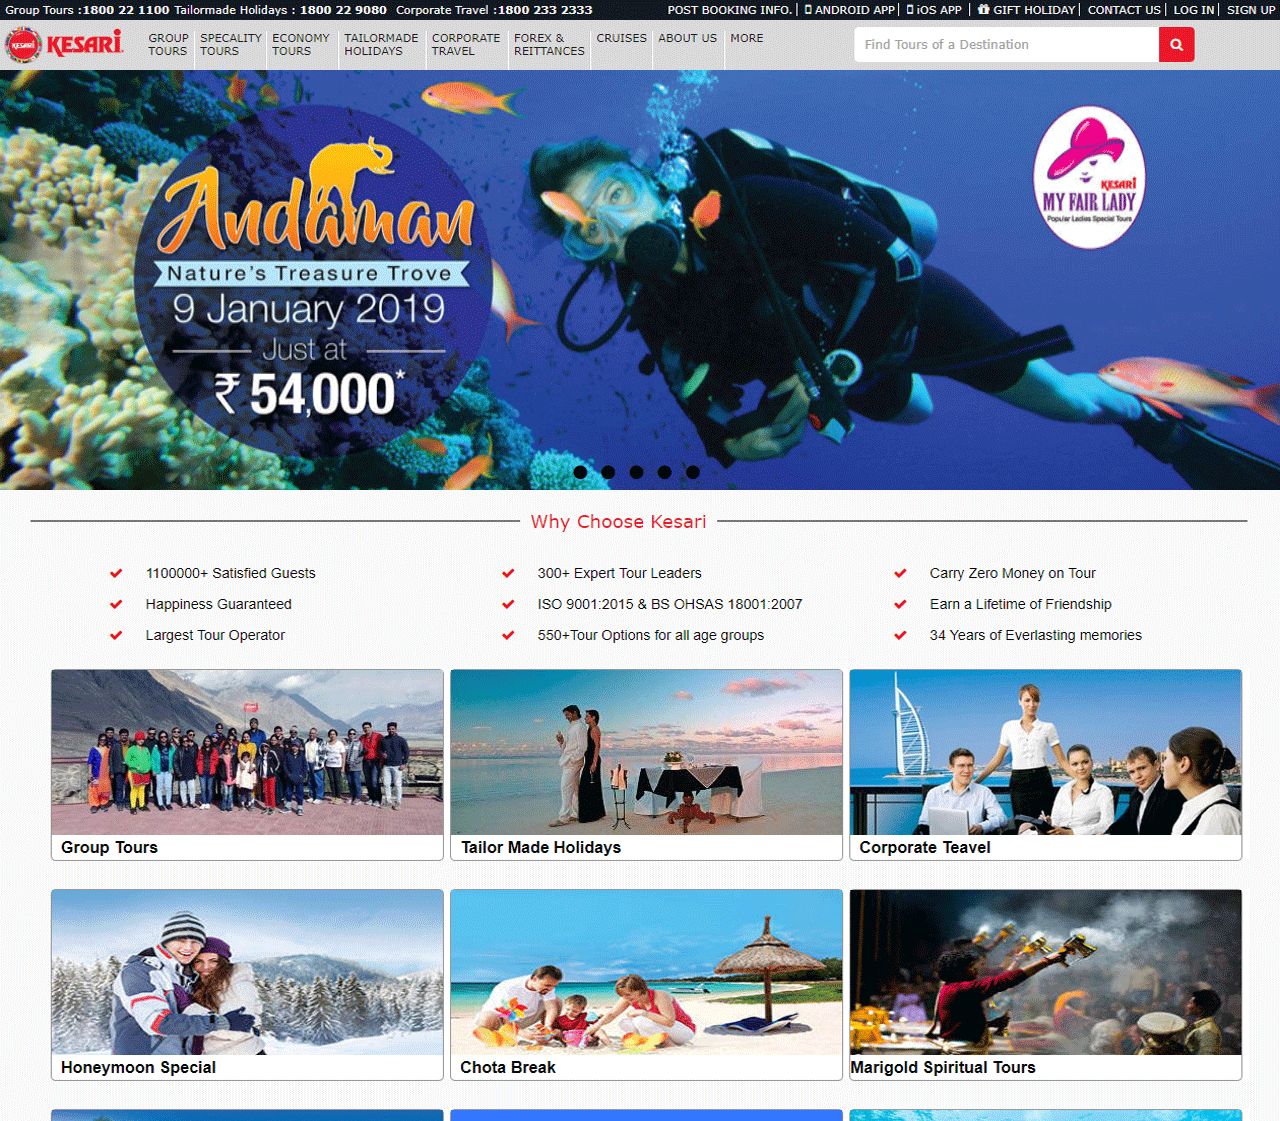 Group Tours :1800 22 1100 Tailormade Holidays : 1800 22 9080 Corporate Travel :1800 233 2333 POST BOOKING INFO. | ANDROID APP | iOS APP | GIFT HOLIDAY | CONTACT US | LOG IN | SIGN UP
KESARI KESARI
GROUP TOURS
SPECALITY TOURS
ECONOMY TOURS
TAILORMADE HOLIDAYS
CORPORATE TRAVEL
FOREX & REITTANCES
CRUISES
ABOUT US
MORE
Find Tours of a Destination
Andaman
Nature's Treasure Trove
9 January 2019
Just at
₹ 54,000*
KESARI
MY FAIR LADY
Popular Ladies Special Tours
Why Choose Kesari
1100000+ Satisfied Guests
300+ Expert Tour Leaders
Carry Zero Money on Tour
Happiness Guaranteed
ISO 9001:2015 & BS OHSAS 18001:2007
Earn a Lifetime of Friendship
Largest Tour Operator
550+Tour Options for all age groups
34 Years of Everlasting memories
Group Tours
Tailor Made Holidays
Corporate Teavel
Honeymoon Special
Chota Break
Marigold Spiritual Tours